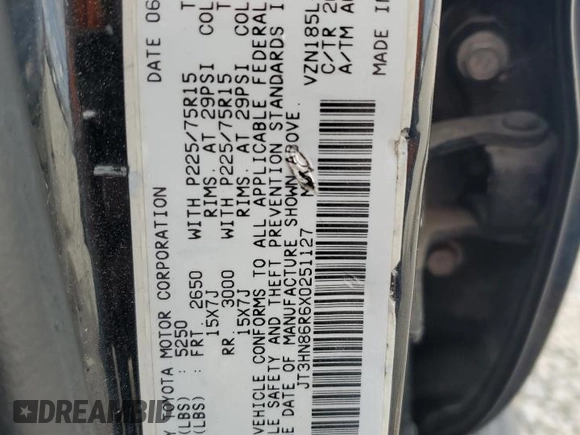 DATE 06
Y TOYOTA MOTOR CORPORATION
(LBS) : 5250
(LBS) : FRT 2650 WITH P225/75R15
15X7J RIMS. AT 29PSI COL
RR 3000 WITH P225/75R15
15X7J RIMS. AT 29PSI COL
VEHICLE CONFORMS TO ALL APPLICABLE FEDERAL
LE SAFETY AND THEFT PREVENTION STANDARDS I
E DATE OF MANUFACTURE SHOWN ABOVE.
JT3HN86R6X0251127
VZN185L
C/TR
A/TM
MADE IN
DREAMBID